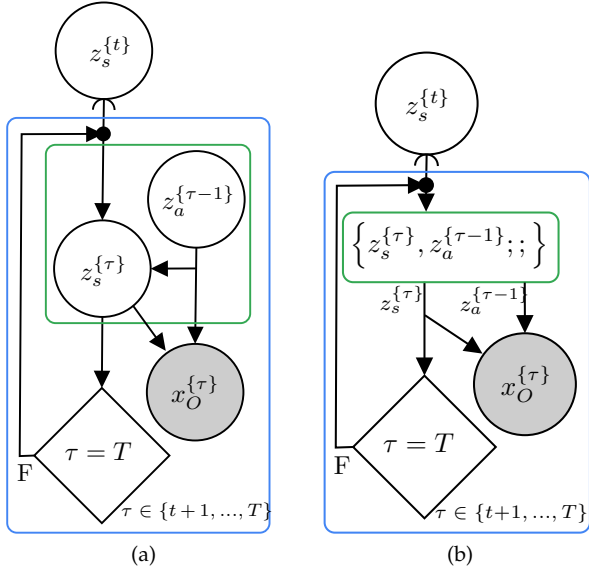 z_s^{t}
z_a^{τ−1}
z_s^{τ}
x_O^{τ}
τ = T
F
τ ∈ {t+1, ..., T}
(a)
z_s^{t}
{z_s^{τ}, z_a^{τ−1};;}
z_s^{τ} z_a^{τ−1}
x_O^{τ}
τ = T
F
τ ∈ {t+1, ..., T}
(b)